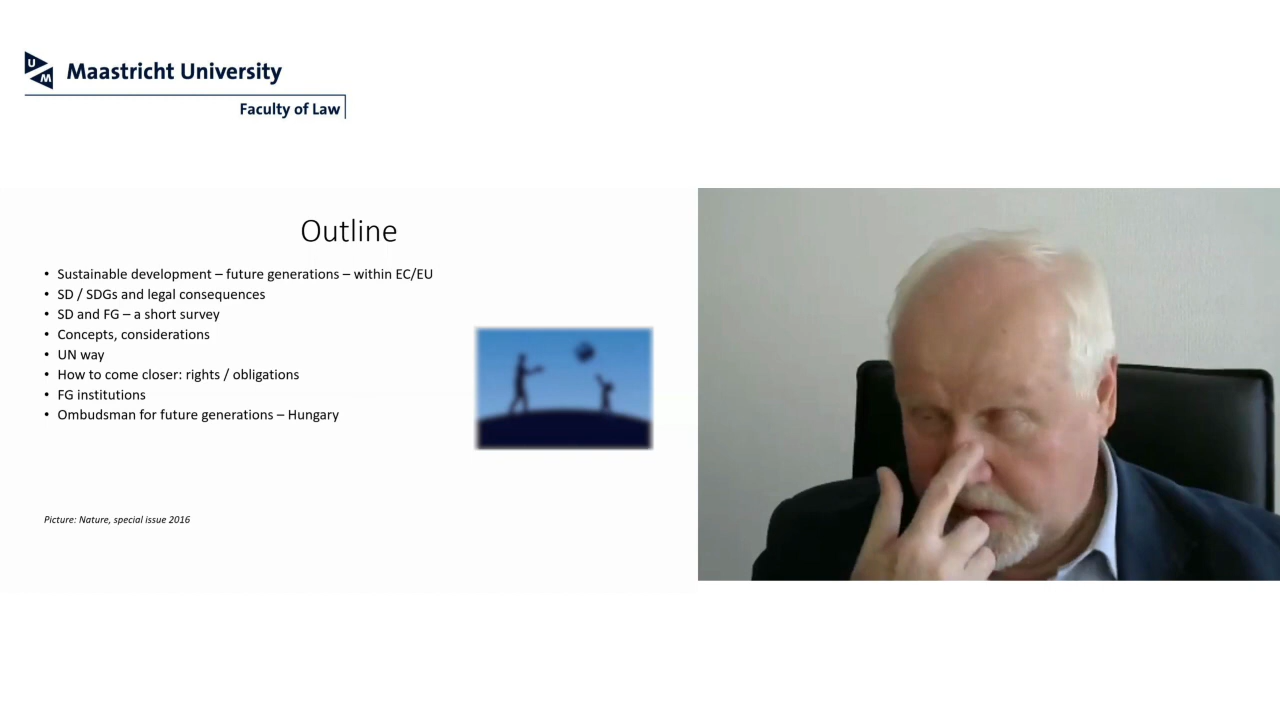 UM Maastricht University
Faculty of Law
Outline
• Sustainable development – future generations – within EC/EU
• SD / SDGs and legal consequences
• SD and FG – a short survey
• Concepts, considerations
• UN way
• How to come closer: rights / obligations
• FG institutions
• Ombudsman for future generations – Hungary
Picture: Nature, special issue 2016